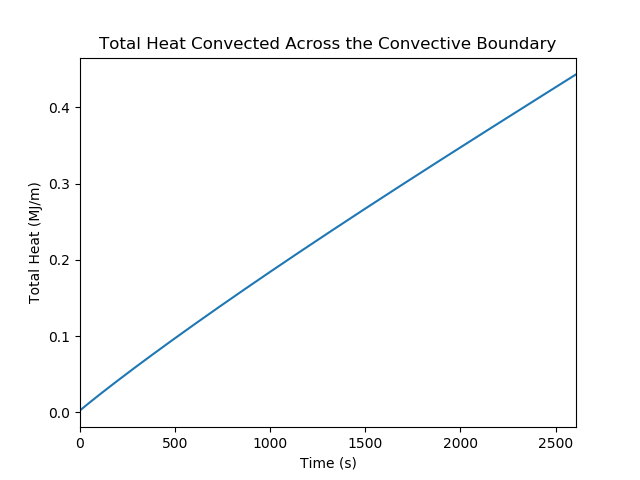 Total Heat Convected Across the Convective Boundary
Total Heat (MJ/m)
0.4
0.3
0.2
0.1
0.0
0 500 1000 1500 2000 2500
Time (s)